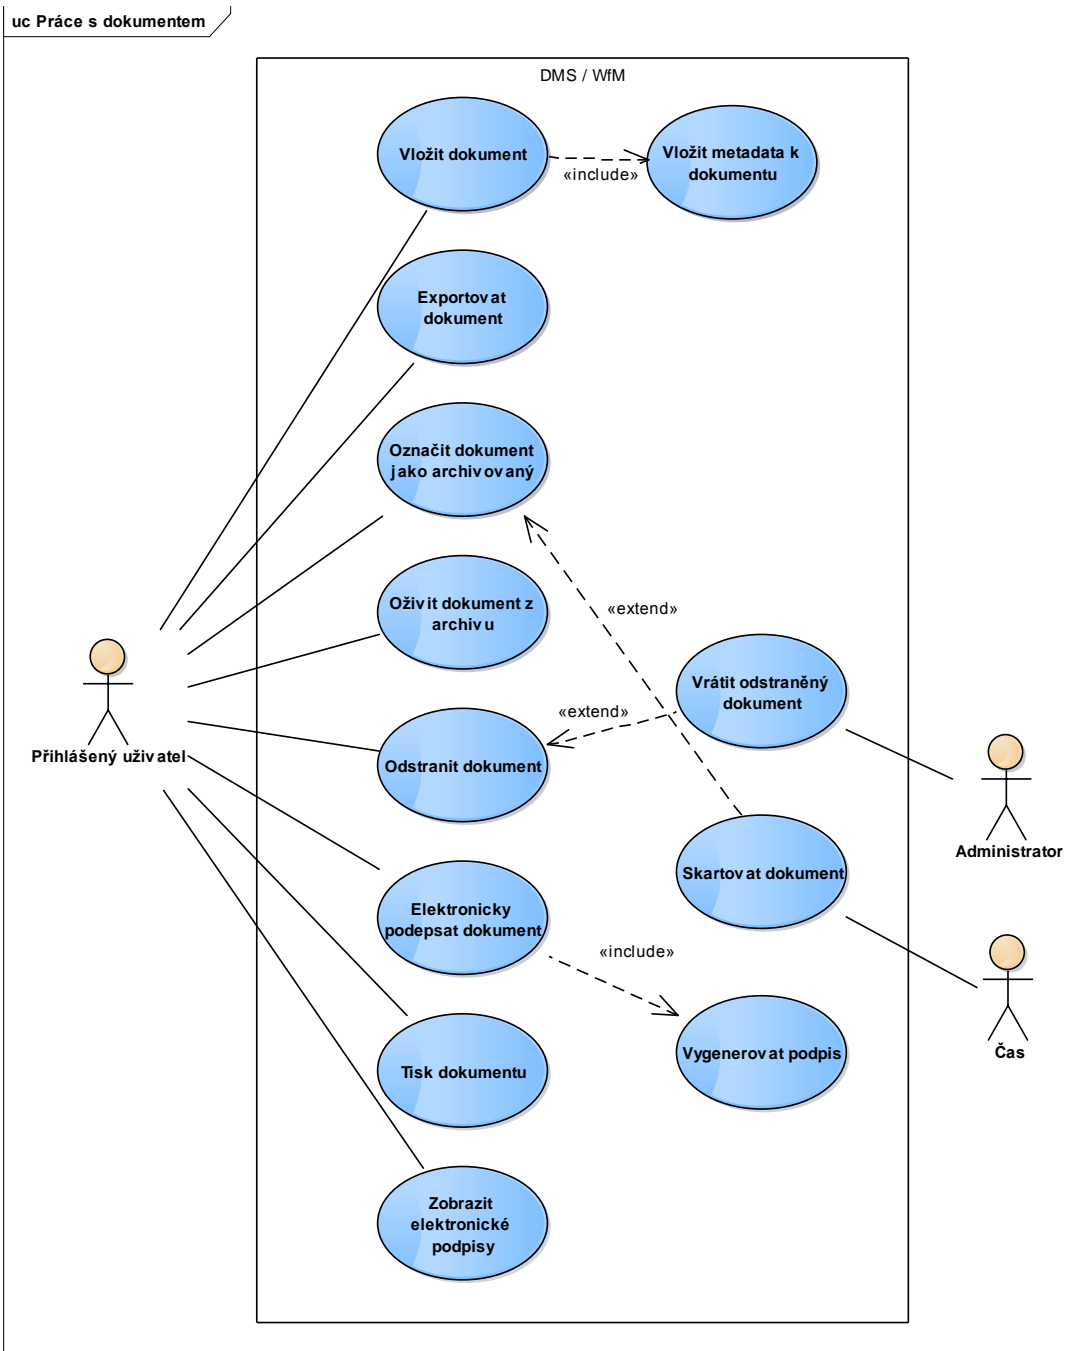 uc Práce s dokumentem
DMS / WfM
Vložit dokument
«include»
Vložit metadata k
dokumentu
Exportovat
dokument
Označit dokument
jako archivovaný
Oživit dokument z
archivu
«extend»
Vrátit odstraněný
dokument
«extend»
Přihlášený uživatel
Odstranit dokument
Administrator
Skartovat dokument
Elektronicky
podepsat dokument
«include»
Čas
Vygenerovat podpis
Tisk dokumentu
Zobrazit
elektronické
podpisy